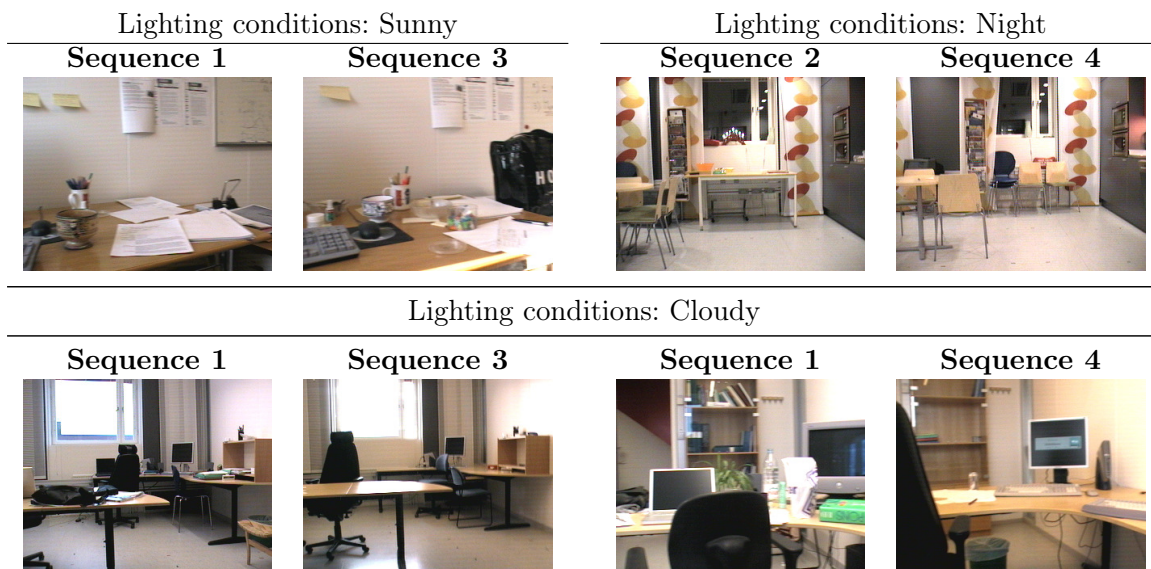 Lighting conditions: Sunny
Lighting conditions: Night
Sequence 1
Sequence 3
Sequence 2
Sequence 4
HO
Lighting conditions: Cloudy
Sequence 1
Sequence 3
Sequence 1
Sequence 4